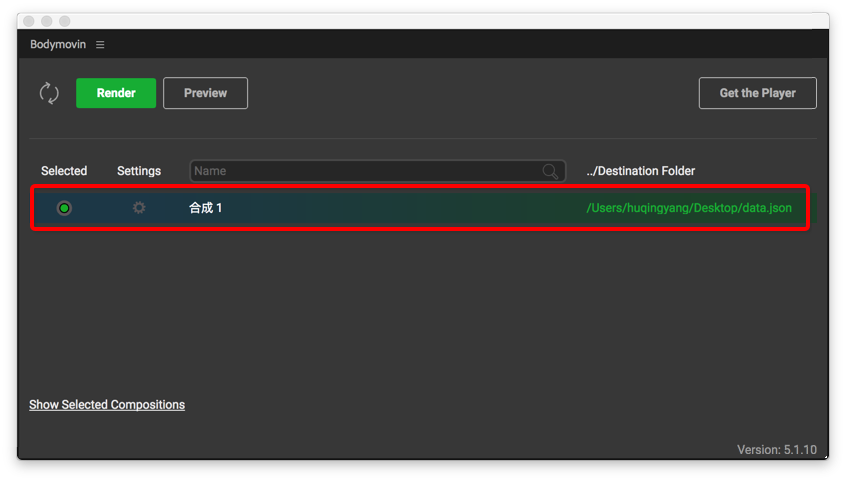 Bodymovin
Render Preview Get the Player
Selected Settings Name ../Destination Folder
合成 1 /Users/huqingyang/Desktop/data.json
Show Selected Compositions
Version: 5.1.10